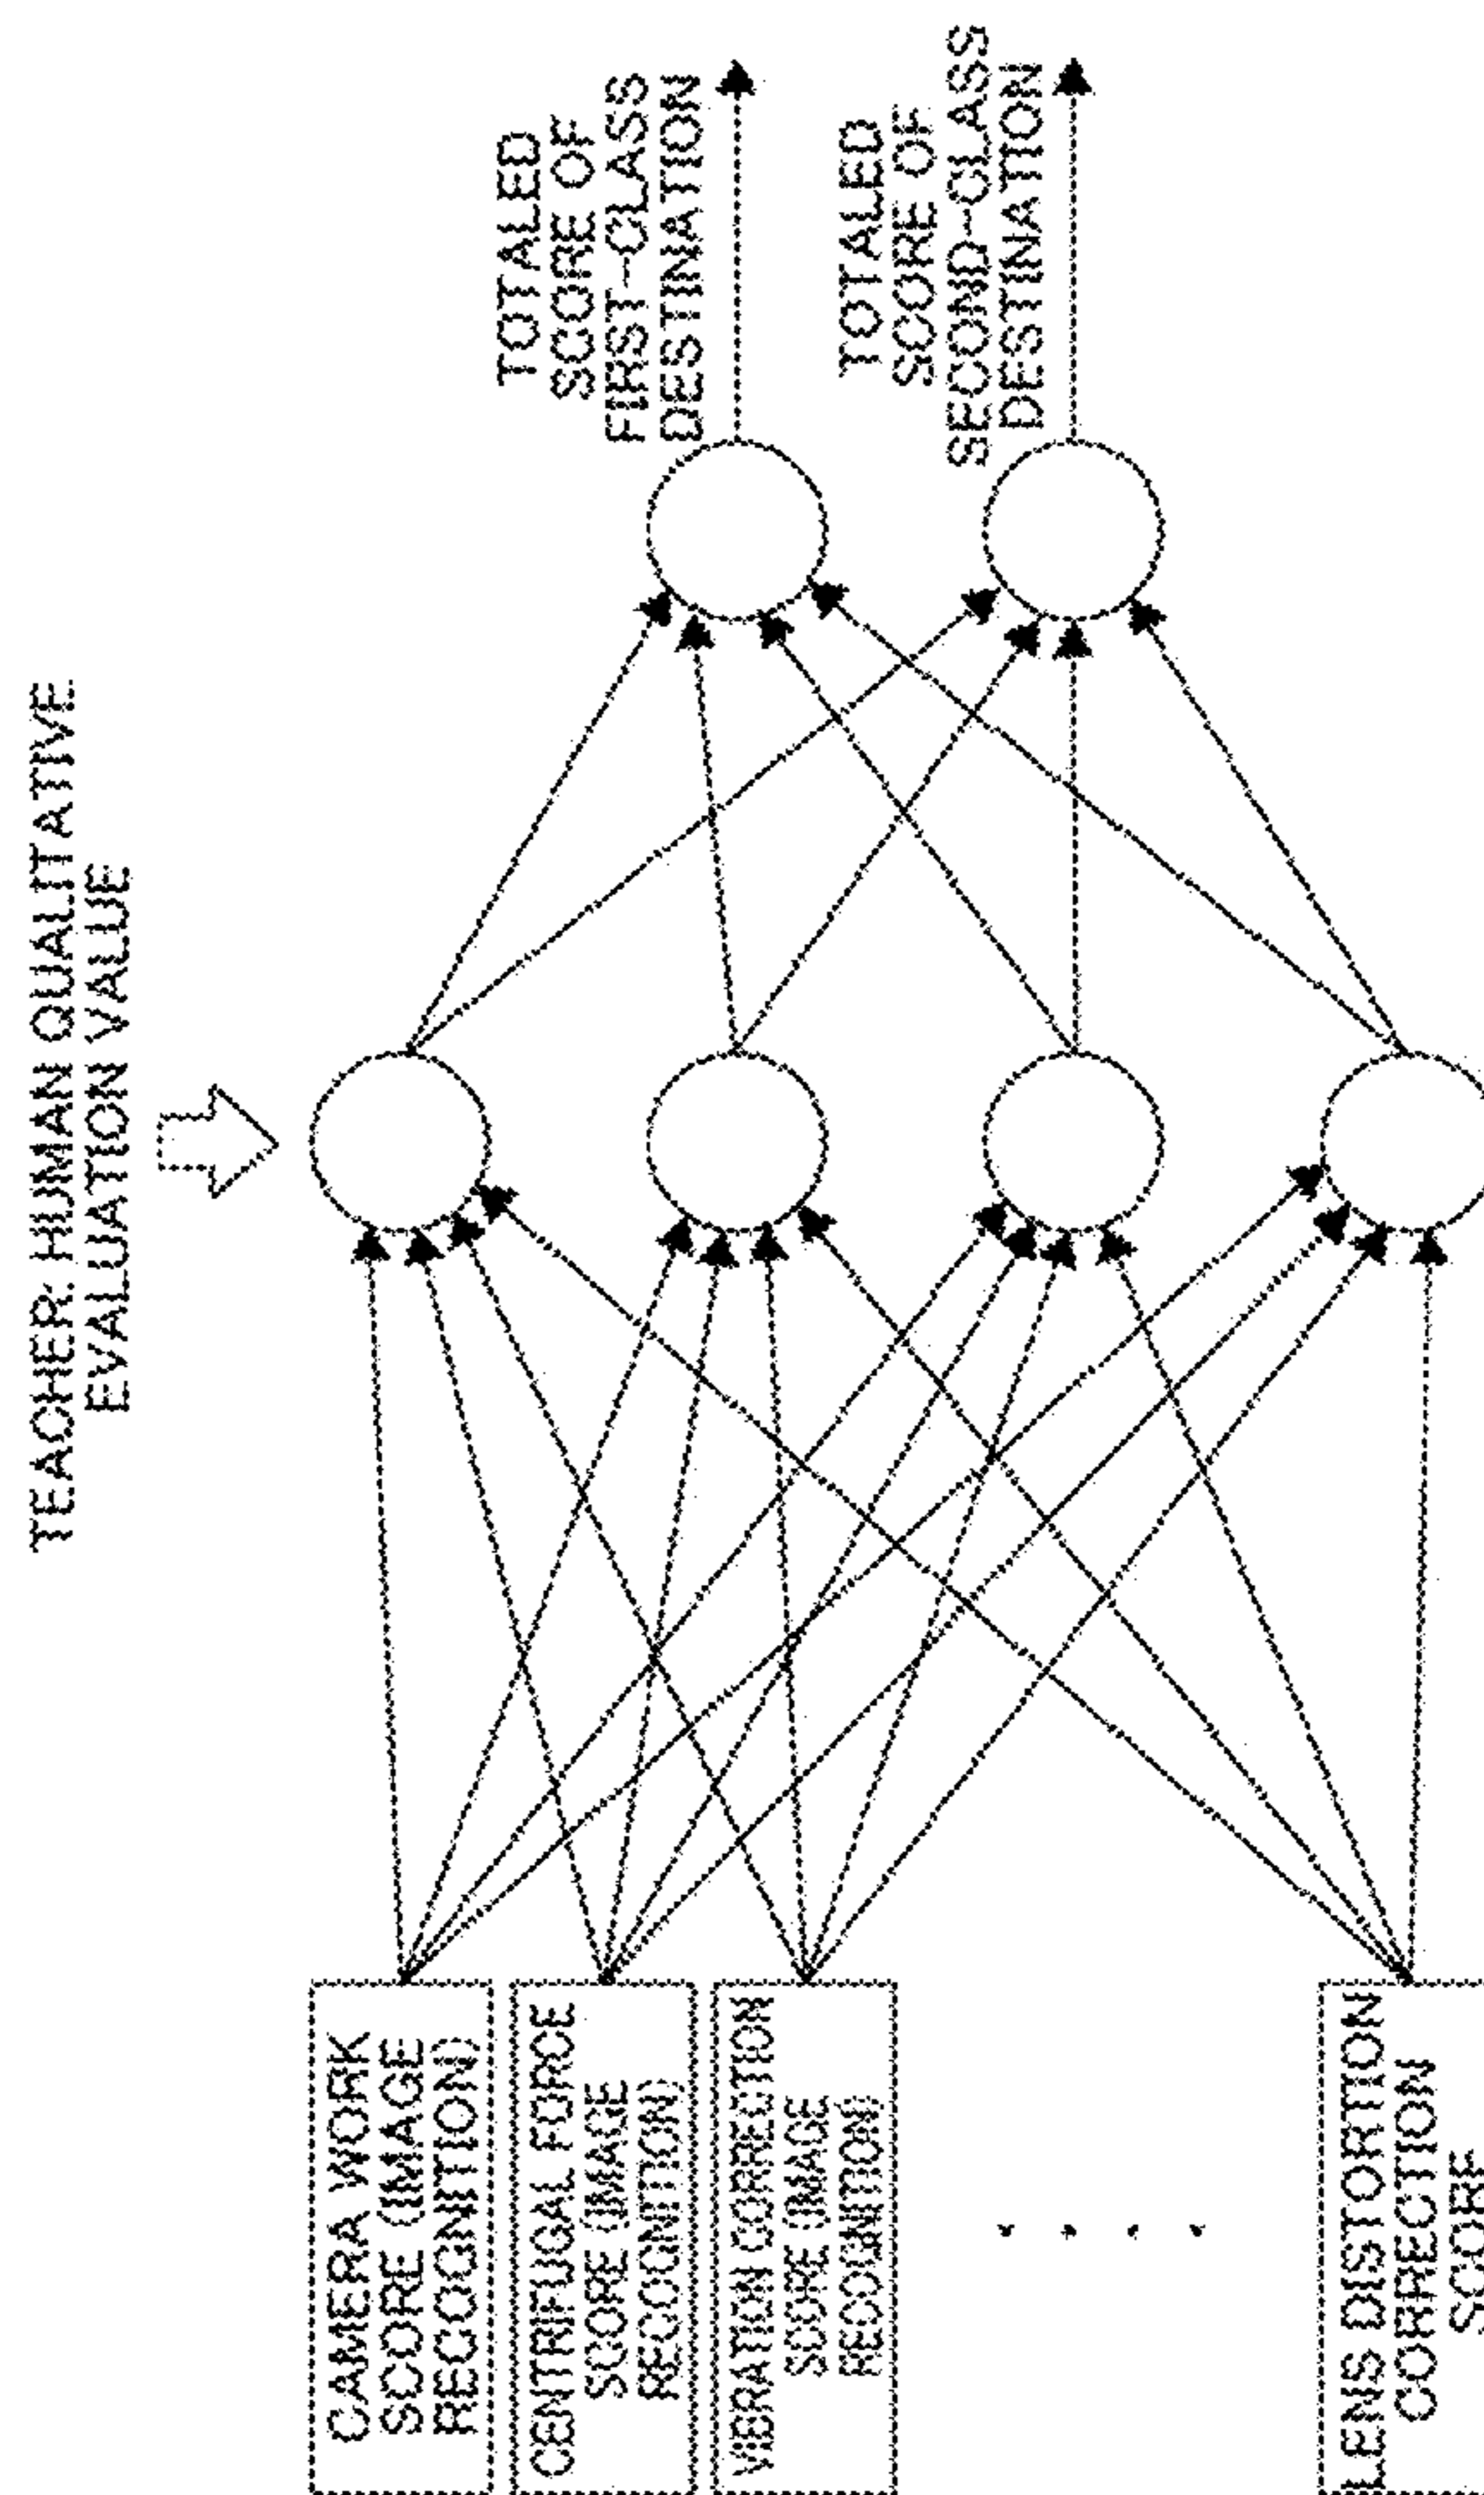 TEACHER: HUMAN QUALITATIVE
EVALUATION VALUE
CAMERA WORK
SCORE (IMAGE
RECOGNITION)
CENTRIFUGAL FORCE
SCORE (IMAGE
RECOGNITION)
VIBRATION CORRECTION
SCORE (IMAGE
RECOGNITION)
LENS DISTORTION
CORRECTION
SCORE
TOTALED
SCORE OF
FIRST-CLASS
DESTINATION
TOTALED
SCORE OF
SECOND-CLASS
DESTINATION